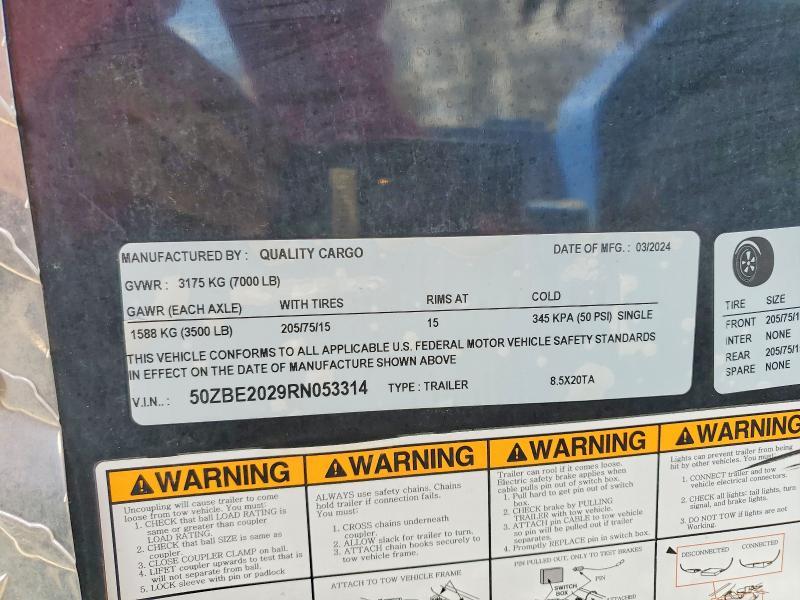 MANUFACTURED BY: QUALITY CARGO DATE OF MFG.: 03/2024
GVWR: 3175 KG (7000 LB)
GAWR (EACH AXLE) WITH TIRES RIMS AT COLD
1588 KG (3500 LB) 205/75/15 15 345 KPA (50 PSI) SINGLE
THIS VEHICLE CONFORMS TO ALL APPLICABLE U.S. FEDERAL MOTOR VEHICLE SAFETY STANDARDS
IN EFFECT ON THE DATE OF MANUFACTURE SHOWN ABOVE
V.I.N..: 50ZBE2029RN053314 TYPE: TRAILER 8.5X20TA
TIRE SIZE
FRONT 205/75/1
INTER NONE
REAR 205/75/1
SPARE NONE
WARNING
Uncoupling will cause trailer to come
loose from tow vehicle. You must:
1. CHECK that ball LOAD RATING is
same or greater than coupler
LOAD RATING.
2. CHECK that ball SIZE is same as
coupler.
3. CLOSE COUPLER CLAMP on ball.
4. LIFET coupler upwards to test that is
will not separate from ball.
5. LOCK sleeve with pin or padlock
WARNING
ALWAYS use safety chains. Chains
hold trailer if connection fails.
You must:
1. CROSS chains underneath
coupler.
2. ALLOW slack for trailer to turn.
3. ATTACH chain hooks securely to
tow vehicle frame.
ATTACH TO TOW VEHICLE FRAME
WARNING
Trailer can rool if it comes loose.
Electric safety brake applies when
cable pulls pin out of switch box.
1. Pull hard to get pin out of switch
box.
2. CHECK brake by PULLING
TRAILER with tow vehicle.
3. ATTACH pin CABLE to tow vehicle
so pin will be pulled out if trailer
separates.
4. Promptly REPLACE pin in switch box.
PIN PULLED OUT, ONLY TO TEST BRAKES
PIN
SWITCH
BOX
ATTACHED
WARNING
Lights can prevent trailer from being
hit by other vehicles. You must:
1. CONNECT trailer and tow
vehicle electrical connectors.
2. CHECK all lights: tail lights, turn
signal, and brake lights.
3. DO NOT TOW if lights are not
Working.
DISCONNECTED CONNECTED